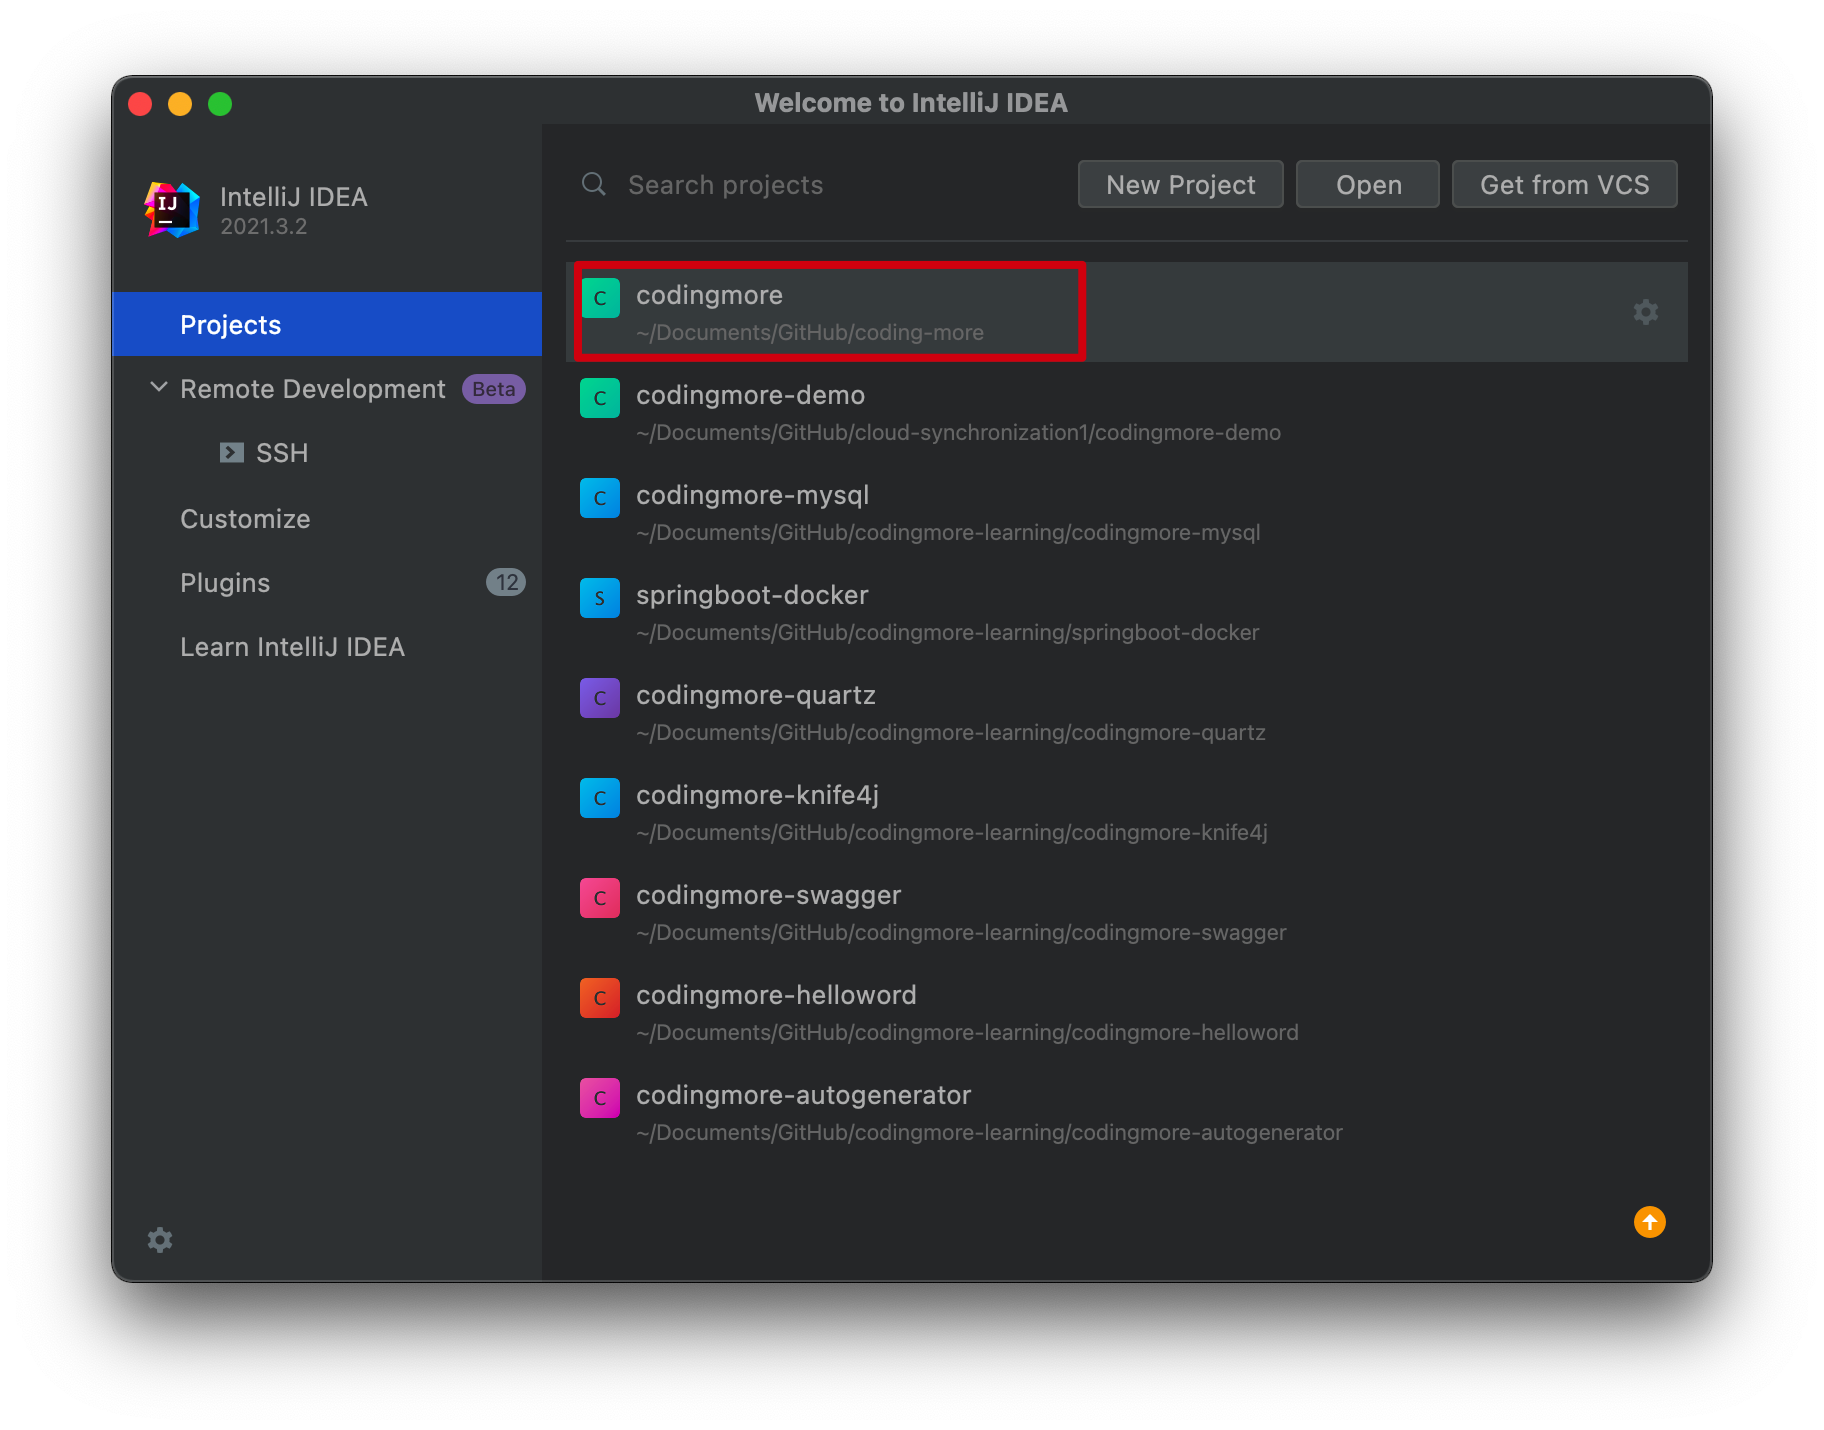 Welcome to IntelliJ IDEA
IJ
IntelliJ IDEA
2021.3.2
Projects
Remote Development Beta
SSH
Customize
Plugins 12
Learn IntelliJ IDEA
Search projects
New Project
Open
Get from VCS
C codingmore
~/Documents/GitHub/coding-more
C codingmore-demo
~/Documents/GitHub/cloud-synchronization1/codingmore-demo
C codingmore-mysql
~/Documents/GitHub/codingmore-learning/codingmore-mysql
S springboot-docker
~/Documents/GitHub/codingmore-learning/springboot-docker
C codingmore-quartz
~/Documents/GitHub/codingmore-learning/codingmore-quartz
C codingmore-knife4j
~/Documents/GitHub/codingmore-learning/codingmore-knife4j
C codingmore-swagger
~/Documents/GitHub/codingmore-learning/codingmore-swagger
C codingmore-helloword
~/Documents/GitHub/codingmore-learning/codingmore-helloword
C codingmore-autogenerator
~/Documents/GitHub/codingmore-learning/codingmore-autogenerator